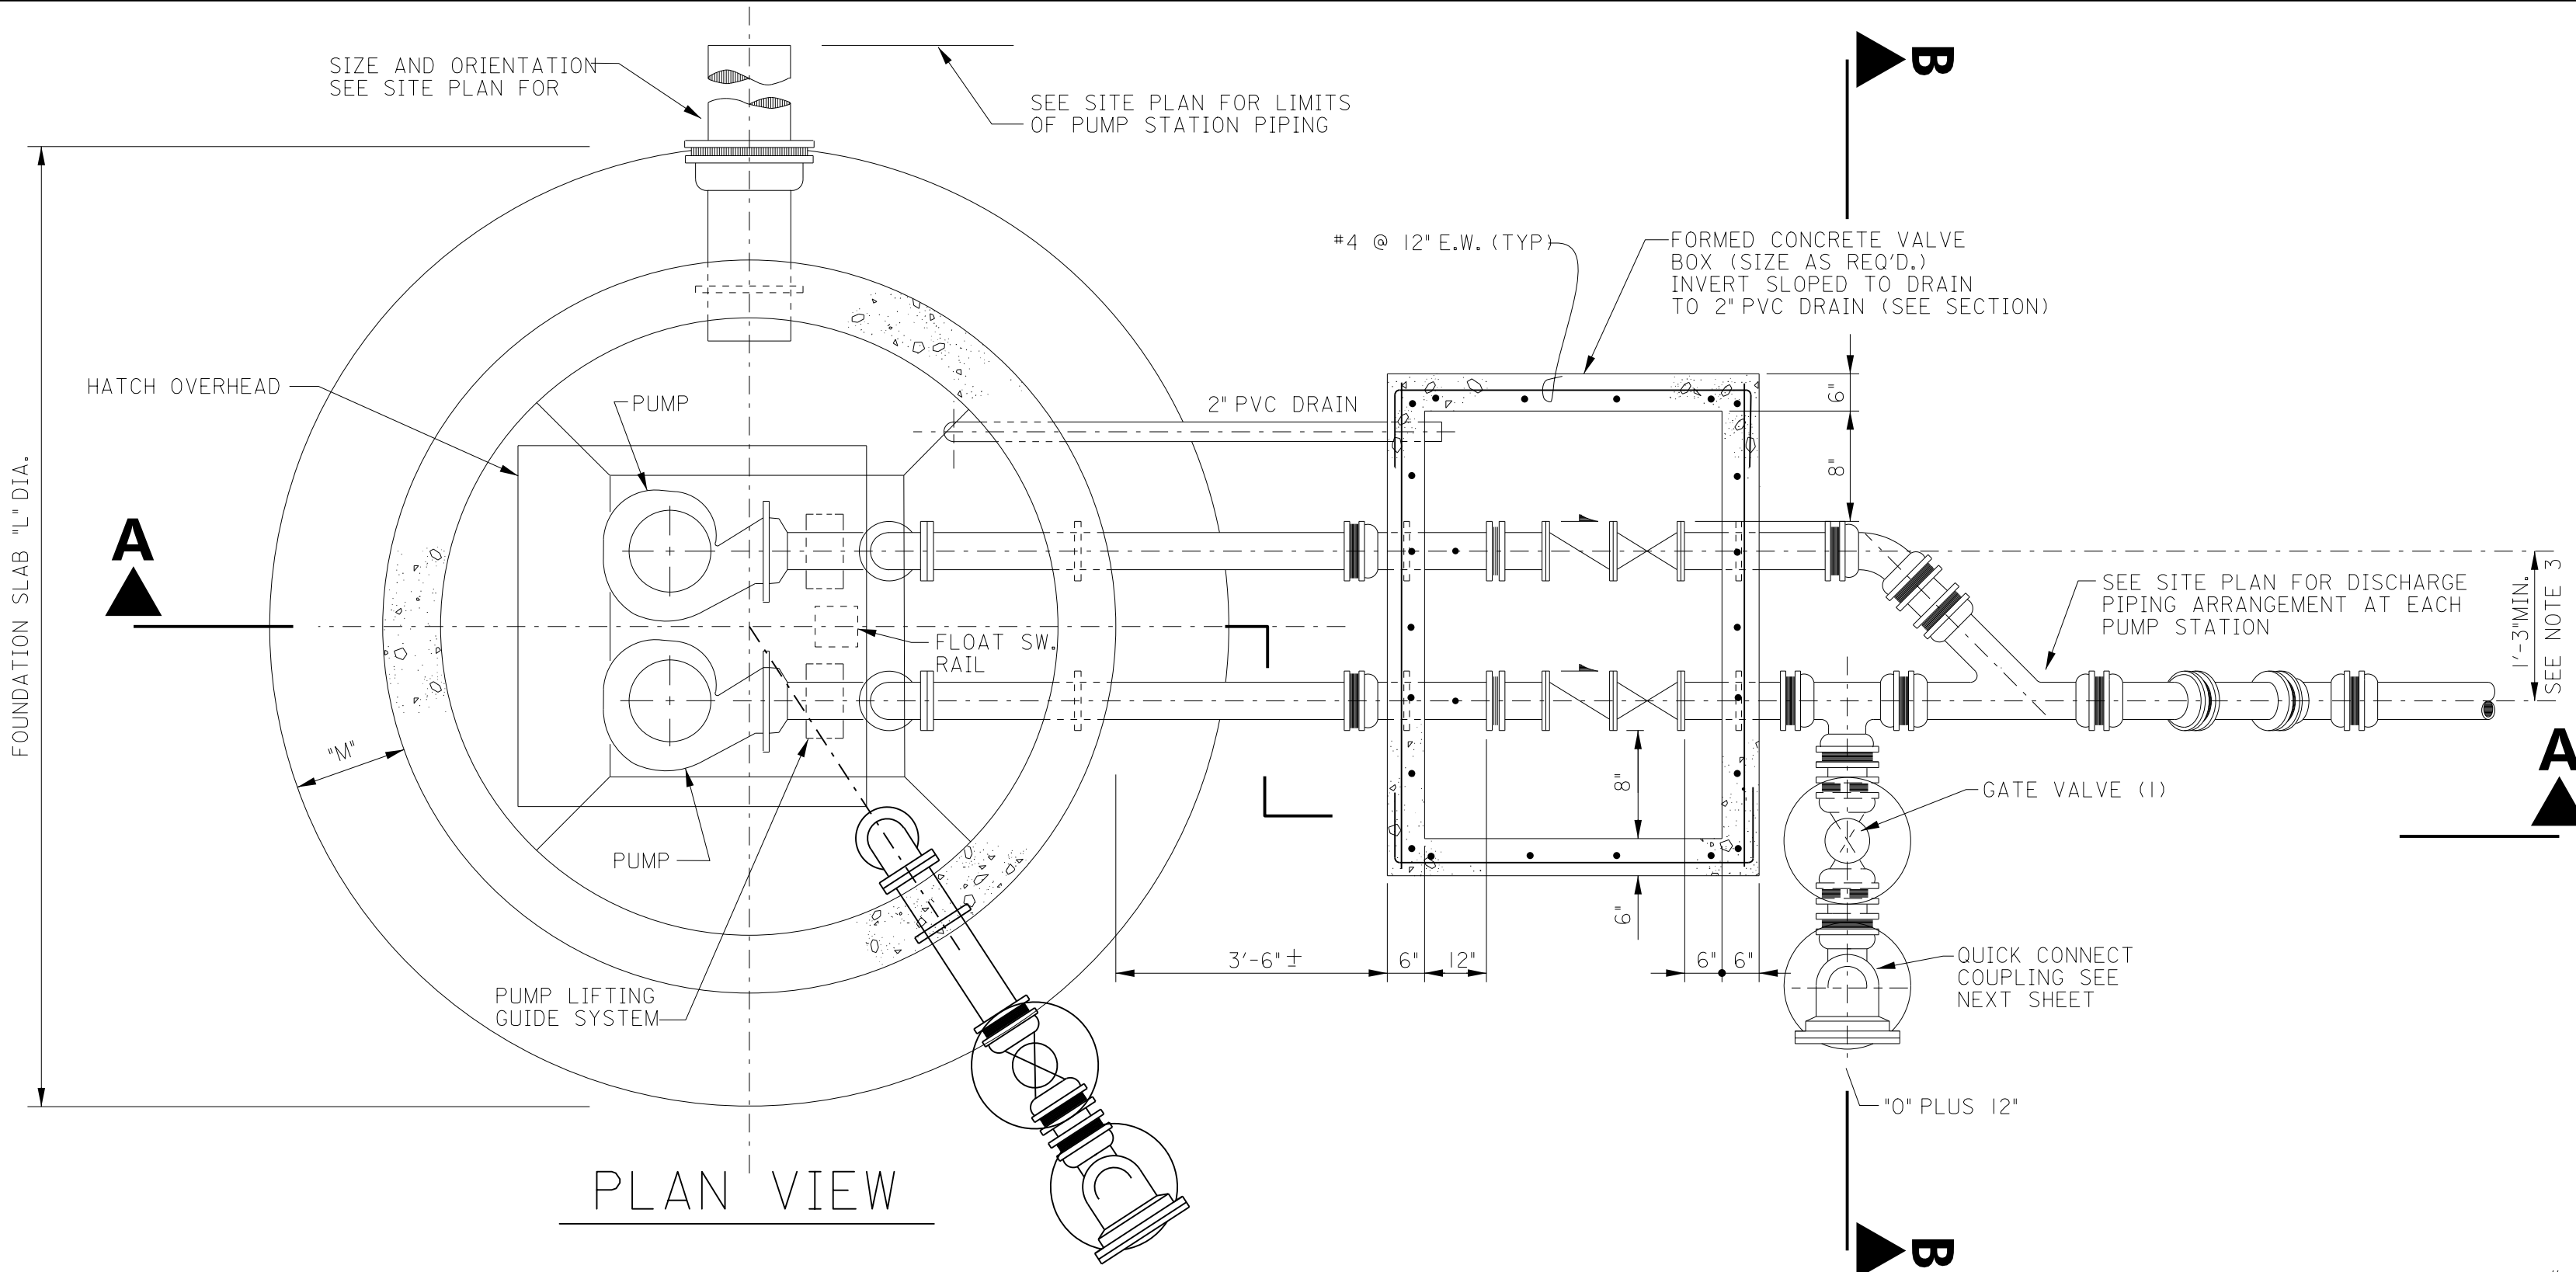 SIZE AND ORIENTATION
SEE SITE PLAN FOR
SEE SITE PLAN FOR LIMITS
OF PUMP STATION PIPING
B
#4 @ 12" E.W. (TYP)
FORMED CONCRETE VALVE
BOX (SIZE AS REQ'D.)
INVERT SLOPED TO DRAIN
TO 2" PVC DRAIN (SEE SECTION)
HATCH OVERHEAD
PUMP
2" PVC DRAIN
6"
8"
FOUNDATION SLAB "L" DIA.
A
SEE SITE PLAN FOR DISCHARGE
PIPING ARRANGEMENT AT EACH
PUMP STATION
1'-3"MIN.
SEE NOTE 3
FLOAT SW.
RAIL
"M"
A
8"
GATE VALVE (1)
PUMP
6"
3'-6" ±
6"
12"
6"
6"
QUICK CONNECT
COUPLING SEE
NEXT SHEET
PUMP LIFTING
GUIDE SYSTEM
"O" PLUS 12"
PLAN VIEW
B